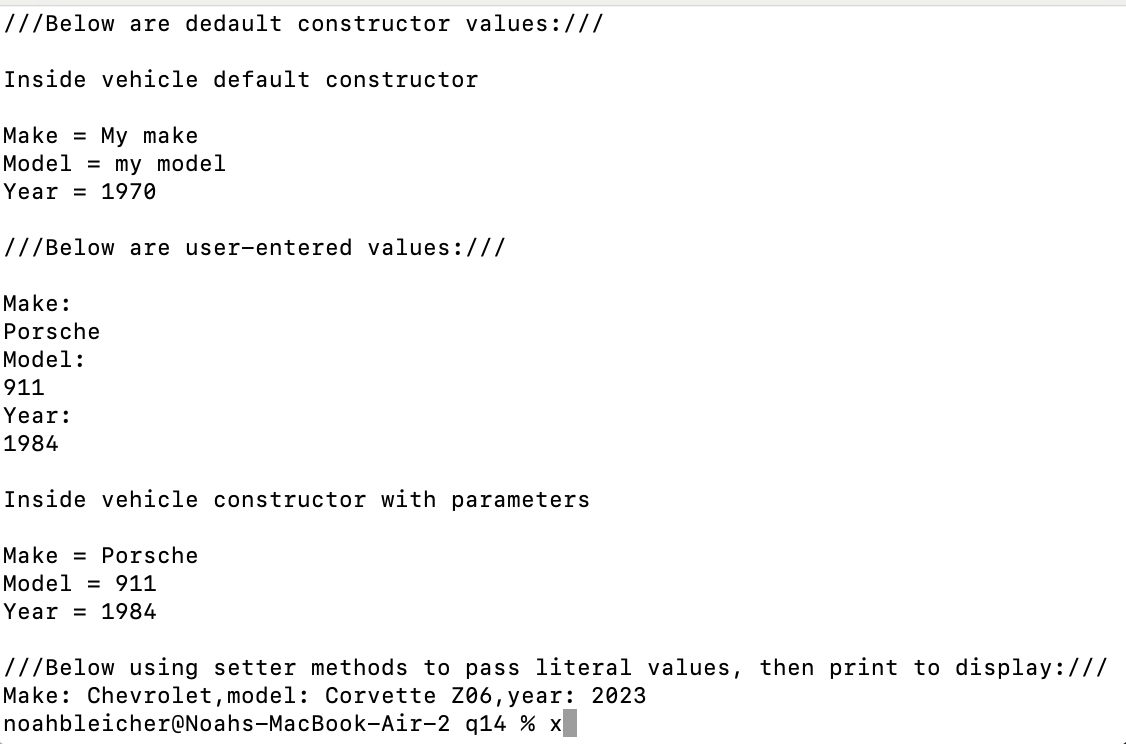 ///Below are dedault constructor values:///
Inside vehicle default constructor
Make = My make
Model = my model
Year = 1970
///Below are user-entered values:///
Make:
Porsche
Model:
911
Year:
1984
Inside vehicle constructor with parameters
Make = Porsche
Model = 911
Year = 1984
///Below using setter methods to pass literal values, then print to display:///
Make: Chevrolet,model: Corvette Z06,year: 2023
noahbleicher@Noahs-MacBook-Air-2 q14 % x